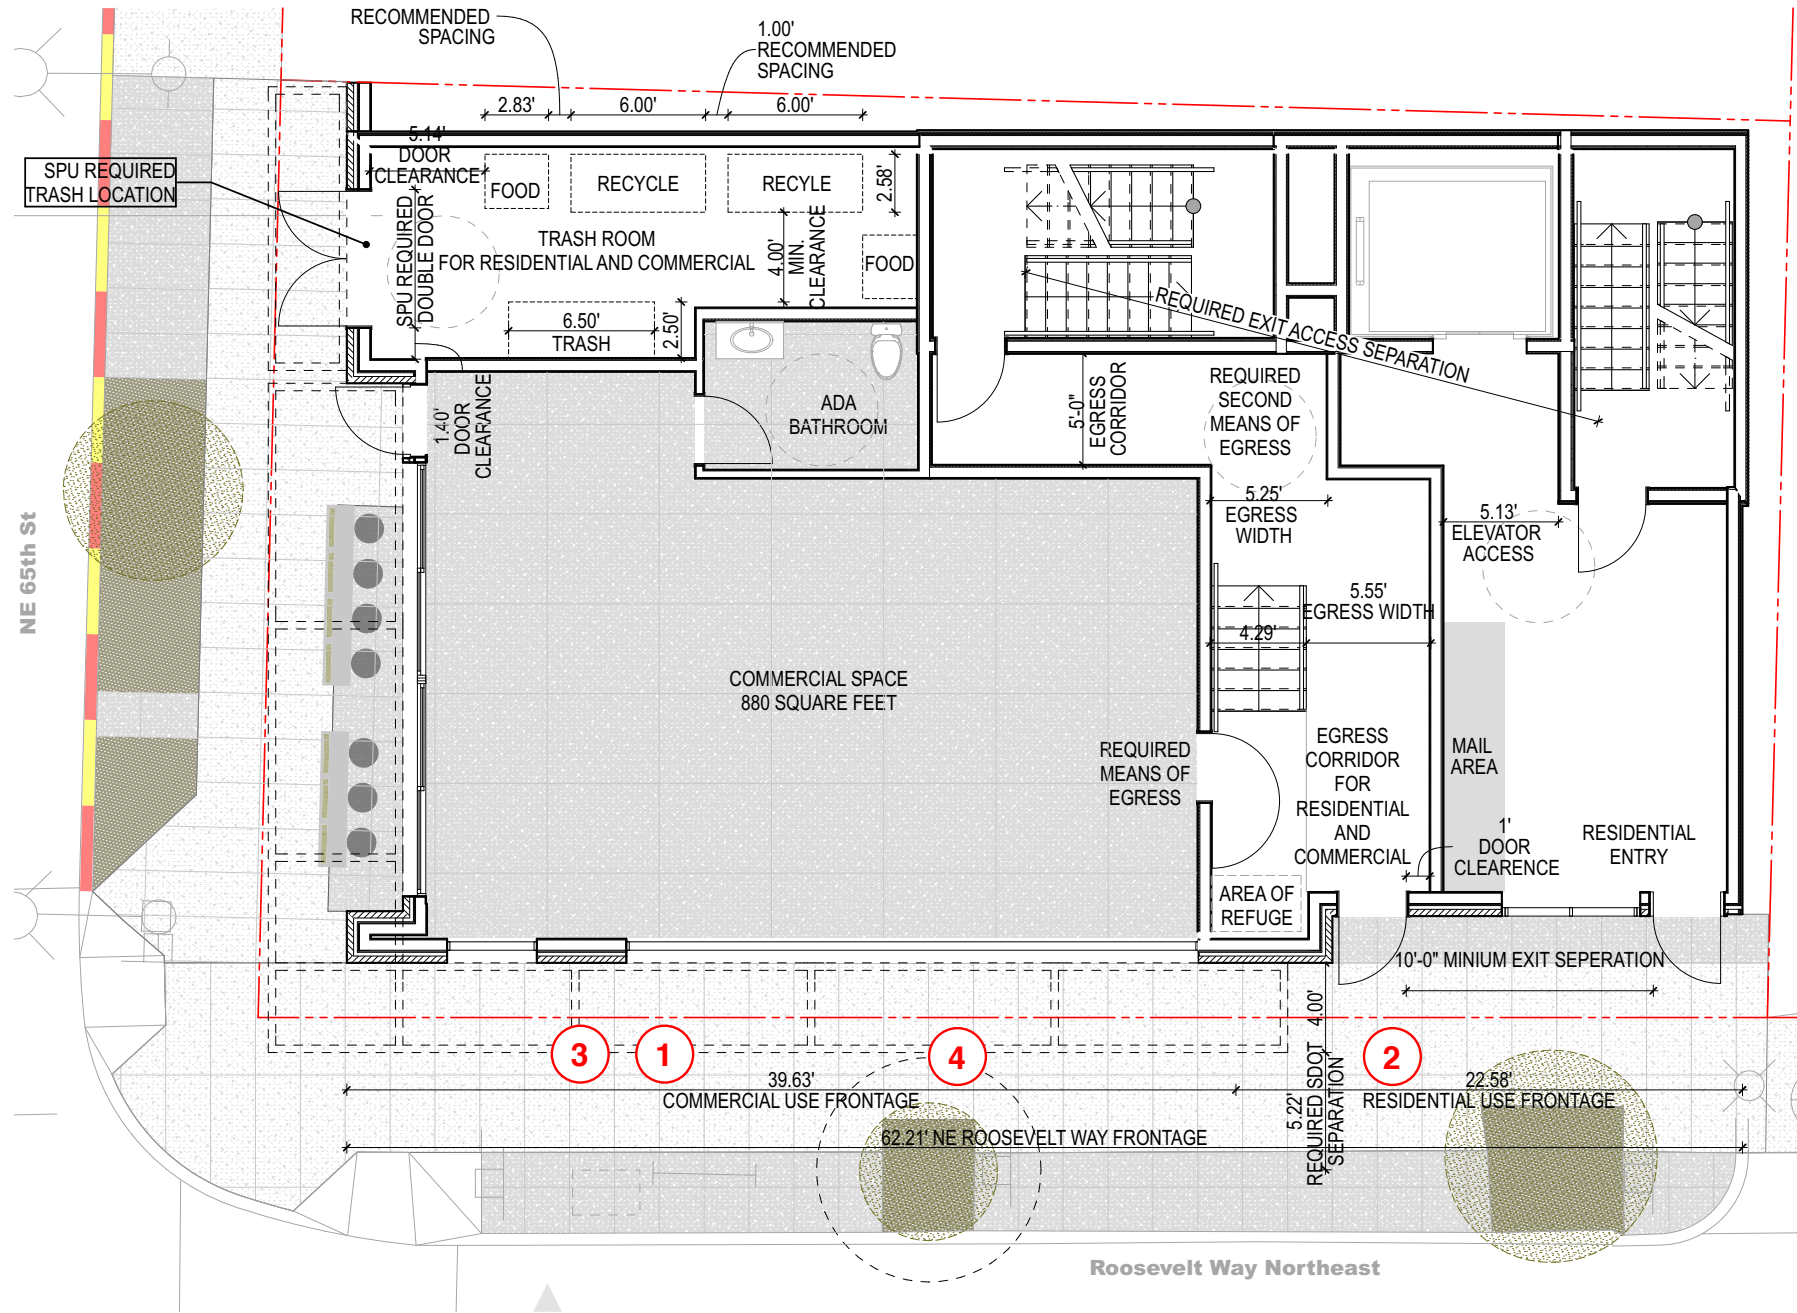 RECOMMENDED
SPACING
1.00'
RECOMMENDED
SPACING
2.83'
6.00'
6.00'
5.14'
DOOR
CLEARANCE
SPU REQUIRED
TRASH LOCATION
FOOD
RECYCLE
RECYLE
2.58'
SPU REQUIRED
DOUBLE DOOR
TRASH ROOM
FOR RESIDENTIAL AND COMMERCIAL
4.00'
MIN.
CLEARANCE
FOOD
6.50'
TRASH
2.50'
REQUIRED EXIT ACCESS SEPARATION
1.40'
DOOR
CLEARANCE
ADA
BATHROOM
5'-0"
EGRESS
CORRIDOR
REQUIRED
SECOND
MEANS OF
EGRESS
5.25'
EGRESS
WIDTH
5.13'
ELEVATOR
ACCESS
NE 65th St
5.55'
EGRESS WIDTH
4.29'
COMMERCIAL SPACE
880 SQUARE FEET
REQUIRED
MEANS OF
EGRESS
EGRESS
CORRIDOR
FOR
RESIDENTIAL
AND
COMMERCIAL
MAIL
AREA
1'
DOOR
CLEARENCE
RESIDENTIAL
ENTRY
AREA OF
REFUGE
10'-0" MINIUM EXIT SEPERATION
4.00'
3
1
4
2
39.63'
COMMERCIAL USE FRONTAGE
5.22'
REQUIRED SDOT
SEPARATION
22.58'
RESIDENTIAL USE FRONTAGE
62.21' NE ROOSEVELT WAY FRONTAGE
Roosevelt Way Northeast